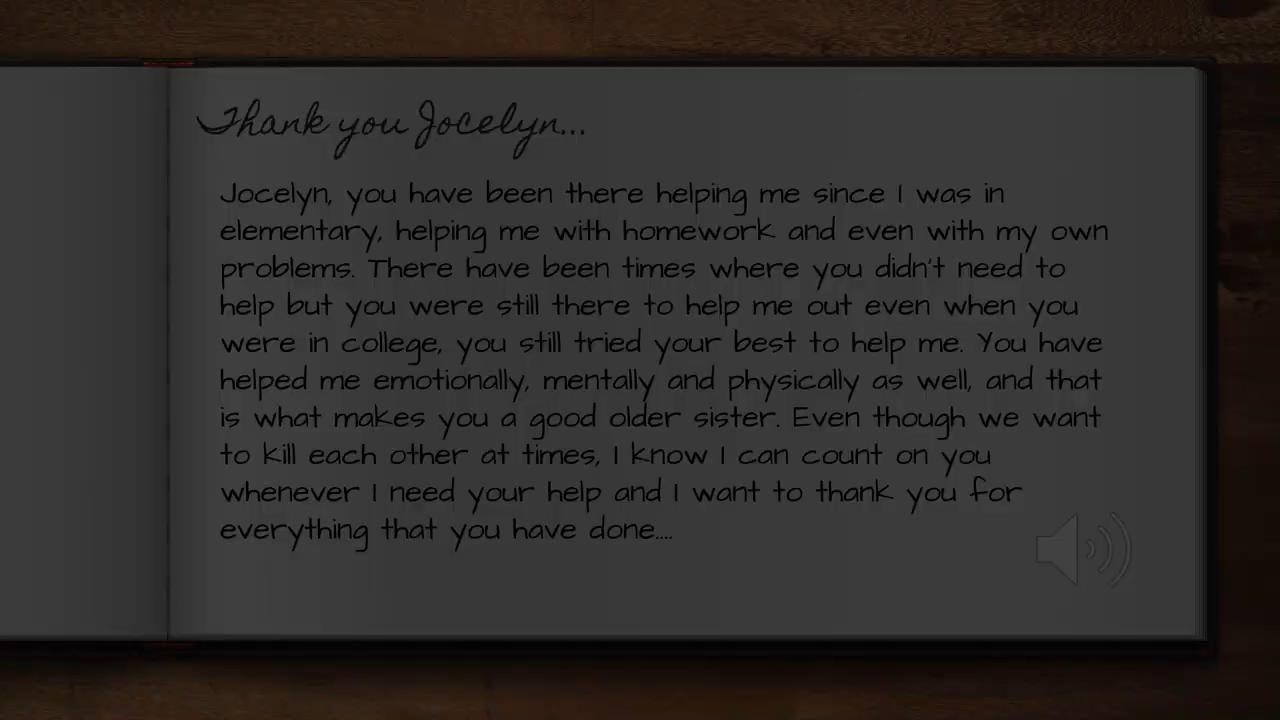 Thank you Jocelyn...
Jocelyn, you have been there helping me since I was in
elementary, helping me with homework and even with my own
problems. There have been times where you didn't need to
help but you were still there to help me out even when you
were in college, you still tried your best to help me. You have
helped me emotionally, mentally and physically as well, and that
is what makes you a good older sister. Even though we want
to kill each other at times, I know I can count on you
whenever I need your help and I want to thank you for
everything that you have done....